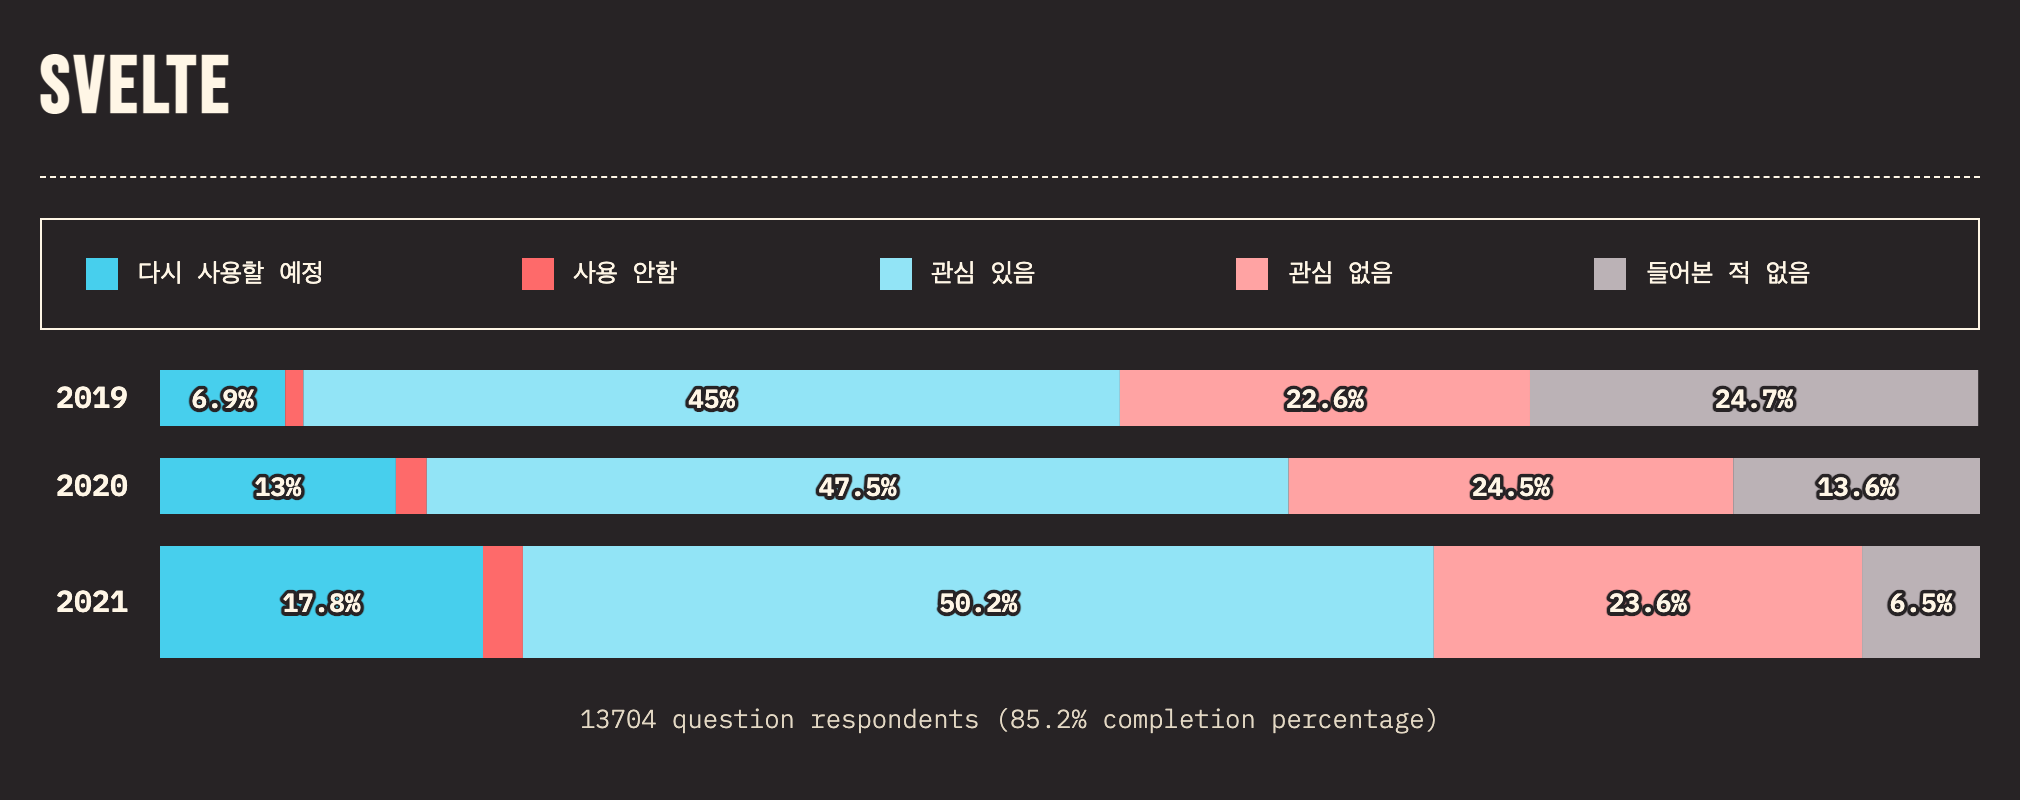 SVELTE
다시 사용할 예정 사용 안함 관심 있음 관심 없음 들어본 적 없음
2019 6.9% 45% 22.6% 24.7%
2020 13% 47.5% 24.5% 13.6%
2021 17.8% 50.2% 23.6% 6.5%
13704 question respondents (85.2% completion percentage)